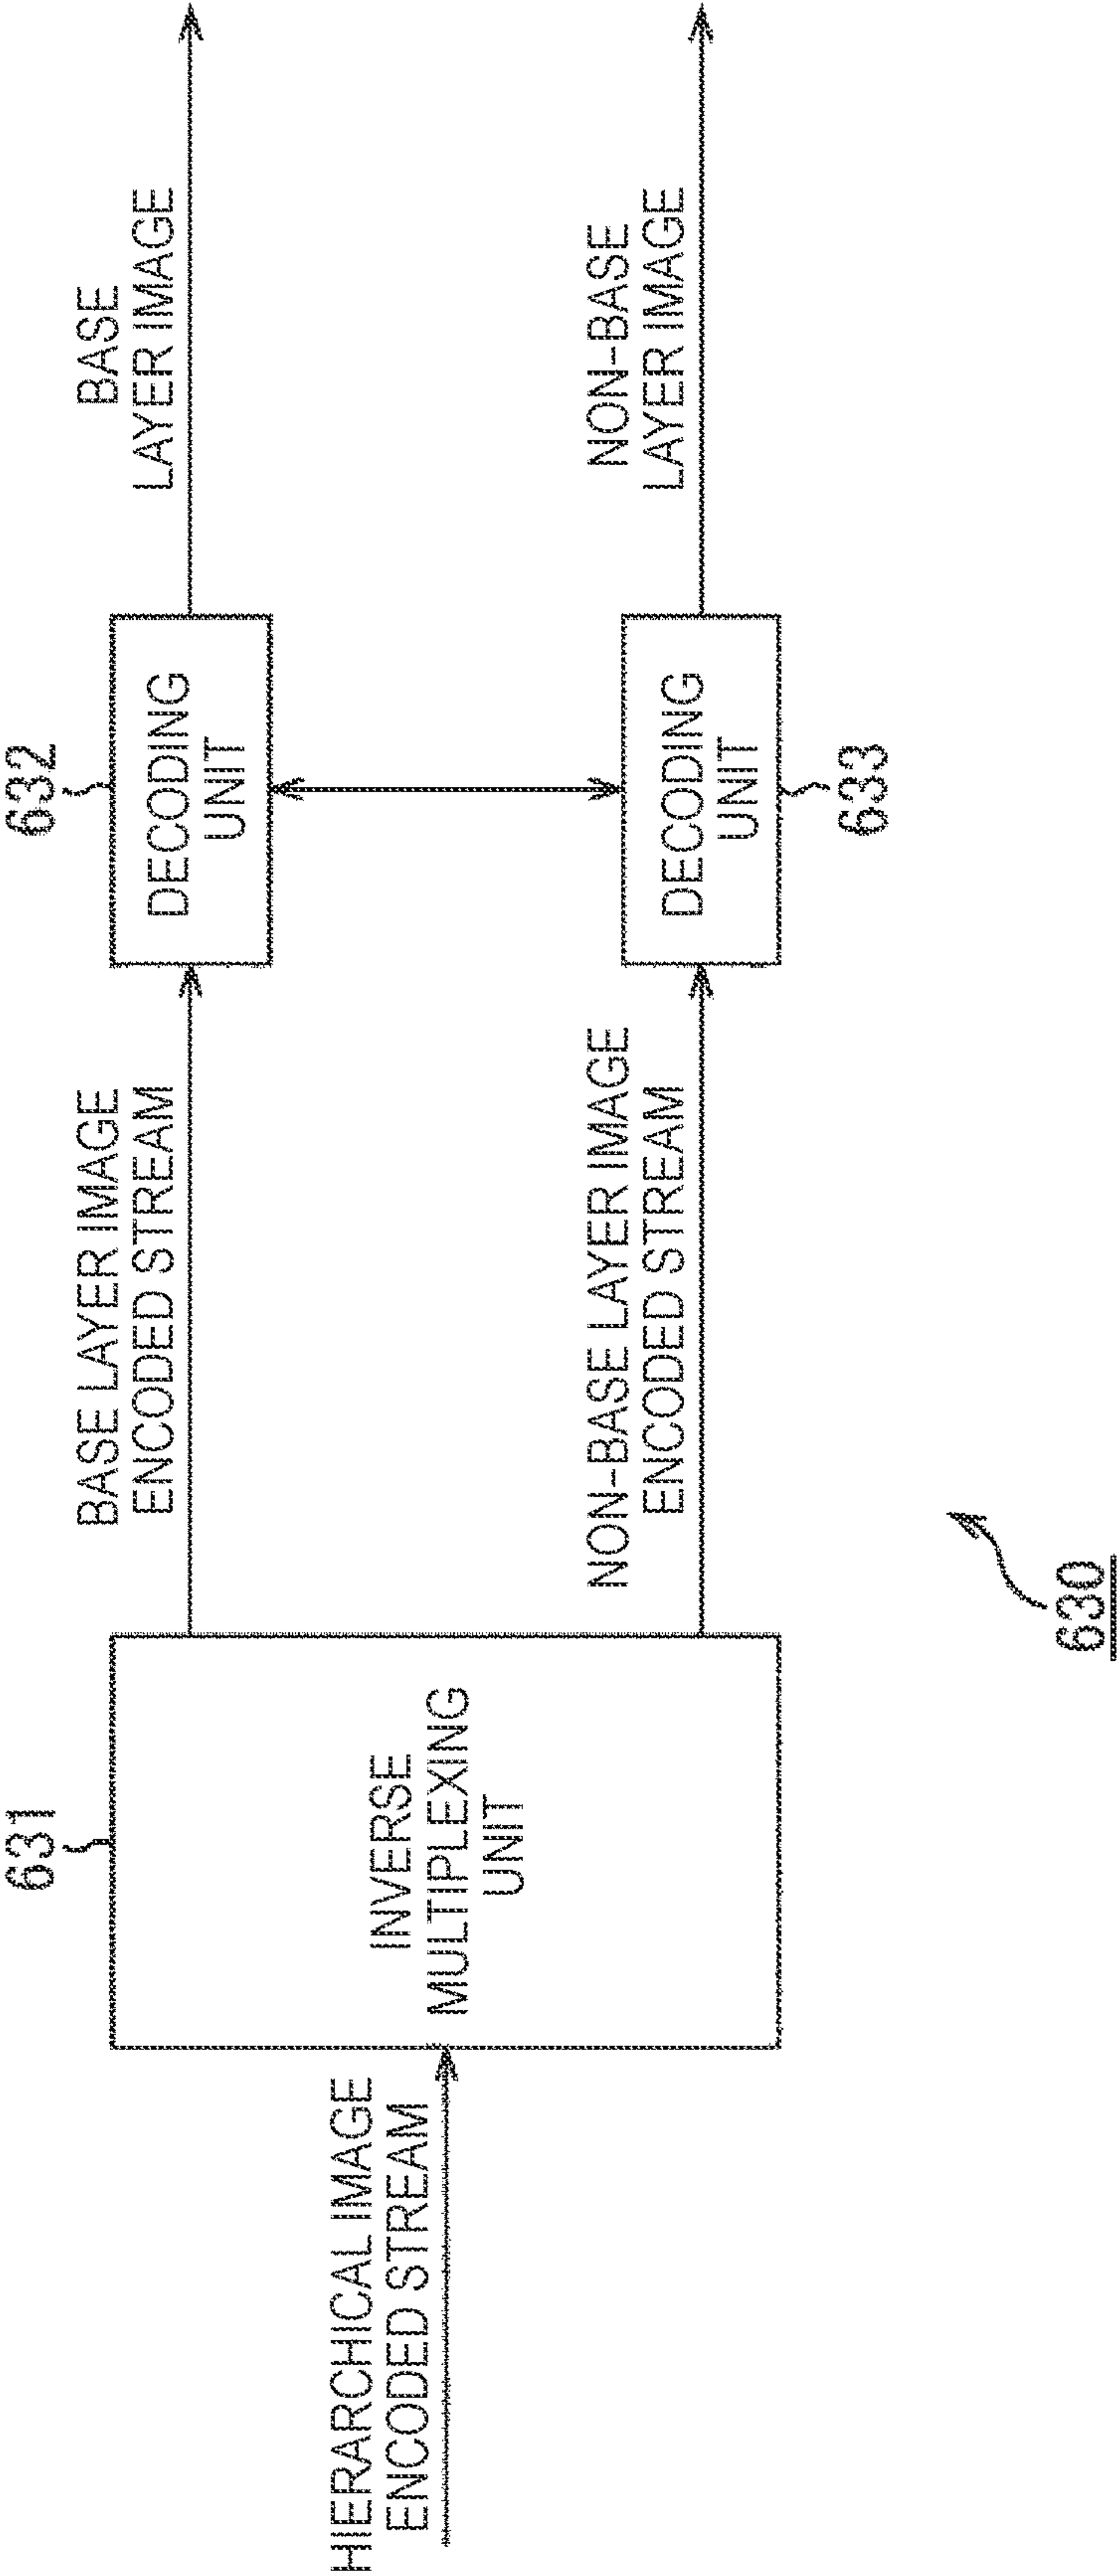 HIERARCHICAL IMAGE
ENCODED STREAM
631
INVERSE
MULTIPLEXING
UNIT
BASE LAYER IMAGE
ENCODED STREAM
632
DECODING
UNIT
BASE
LAYER IMAGE
NON-BASE LAYER IMAGE
ENCODED STREAM
DECODING
UNIT
633
NON-BASE
LAYER IMAGE
630